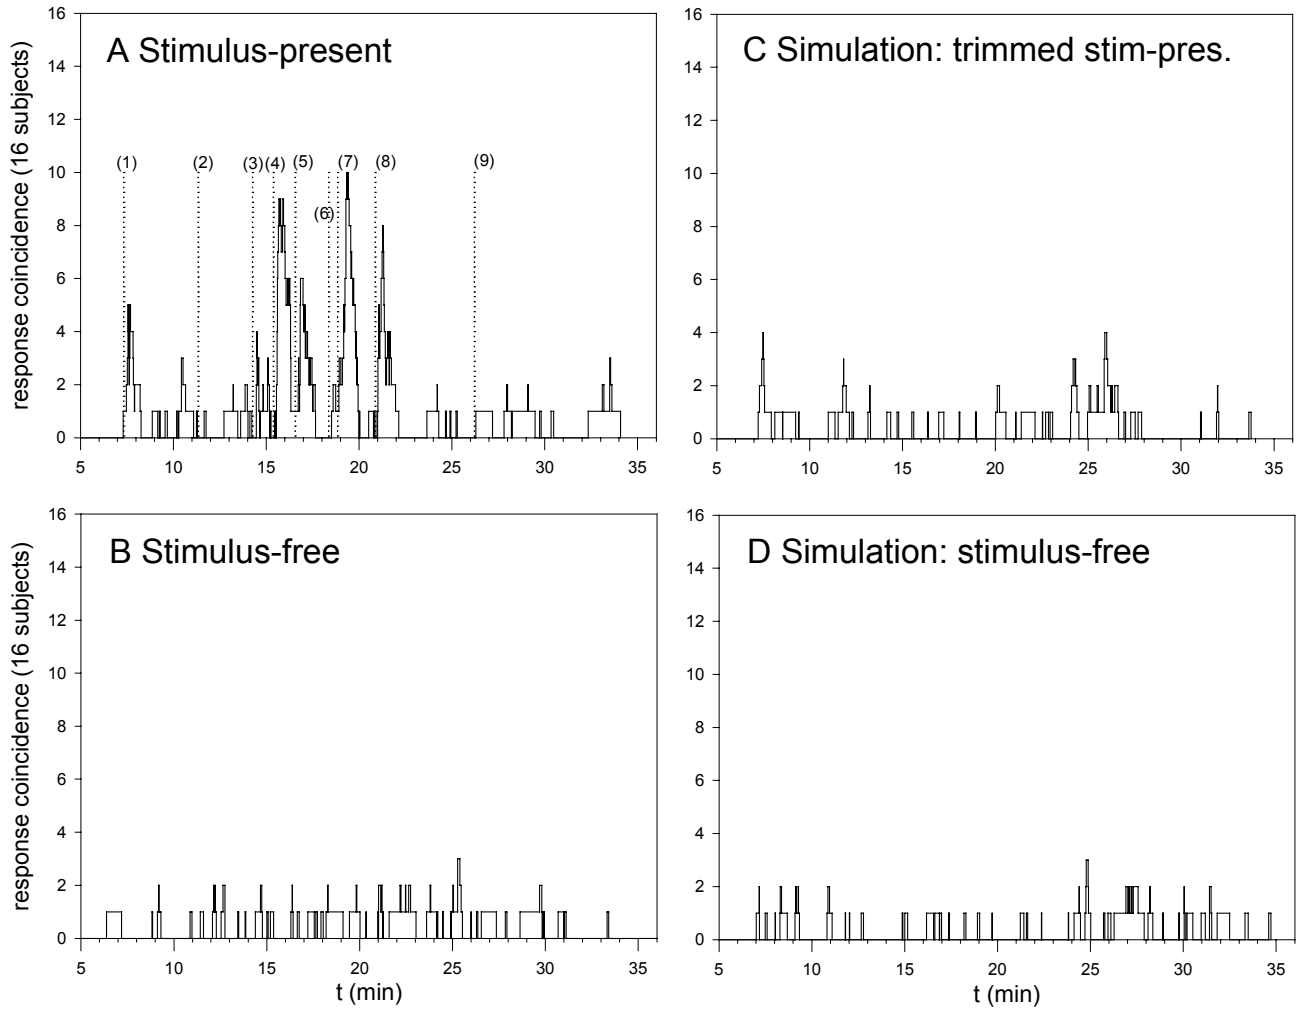 A Stimulus-present
response coincidence (16 subjects)
16
14
12
10
8
6
4
2
0
(1) (2) (3) (4) (5) (6) (7) (8) (9)
5 10 15 20 25 30 35
C Simulation: trimmed stim-pres.
16
14
12
10
8
6
4
2
0
5 10 15 20 25 30 35
B Stimulus-free
response coincidence (16 subjects)
16
14
12
10
8
6
4
2
0
5 10 15 20 25 30 35
t (min)
D Simulation: stimulus-free
16
14
12
10
8
6
4
2
0
5 10 15 20 25 30 35
t (min)